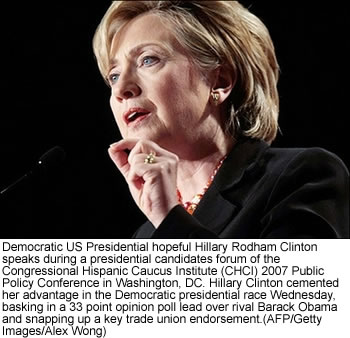 Democratic US Presidential hopeful Hillary Rodham Clinton
speaks during a presidential candidates forum of the
Congressional Hispanic Caucus Institute (CHCI) 2007 Public
Policy Conference in Washington, DC. Hillary Clinton cemented
her advantage in the Democratic presidential race Wednesday,
basking in a 33 point opinion poll lead over rival Barack Obama
and snapping up a key trade union endorsement.(AFP/Getty
Images/Alex Wong)